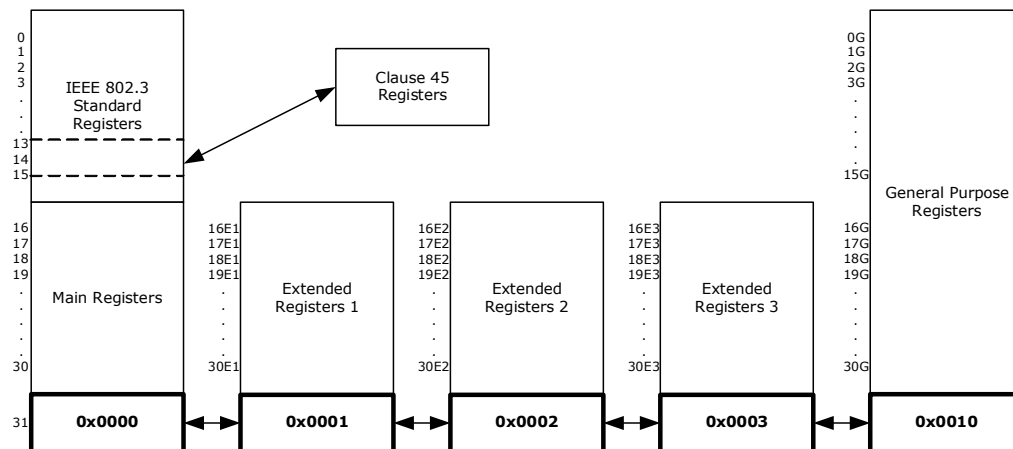 0
1
2
3
.
.
.
13
14
15
IEEE 802.3
Standard
Registers
Clause 45
Registers
0G
1G
2G
3G
.
.
.
.
.
15G
General Purpose
Registers
16
17
18
19
.
.
.
.
.
30
Main Registers
16E1
17E1
18E1
19E1
.
.
.
.
.
30E1
Extended
Registers 1
16E2
17E2
18E2
19E2
.
.
.
.
.
30E2
Extended
Registers 2
16E3
17E3
18E3
19E3
.
.
.
.
.
30E3
Extended
Registers 3
16G
17G
18G
19G
.
.
.
.
.
30G
31
0x0000
0x0001
0x0002
0x0003
0x0010